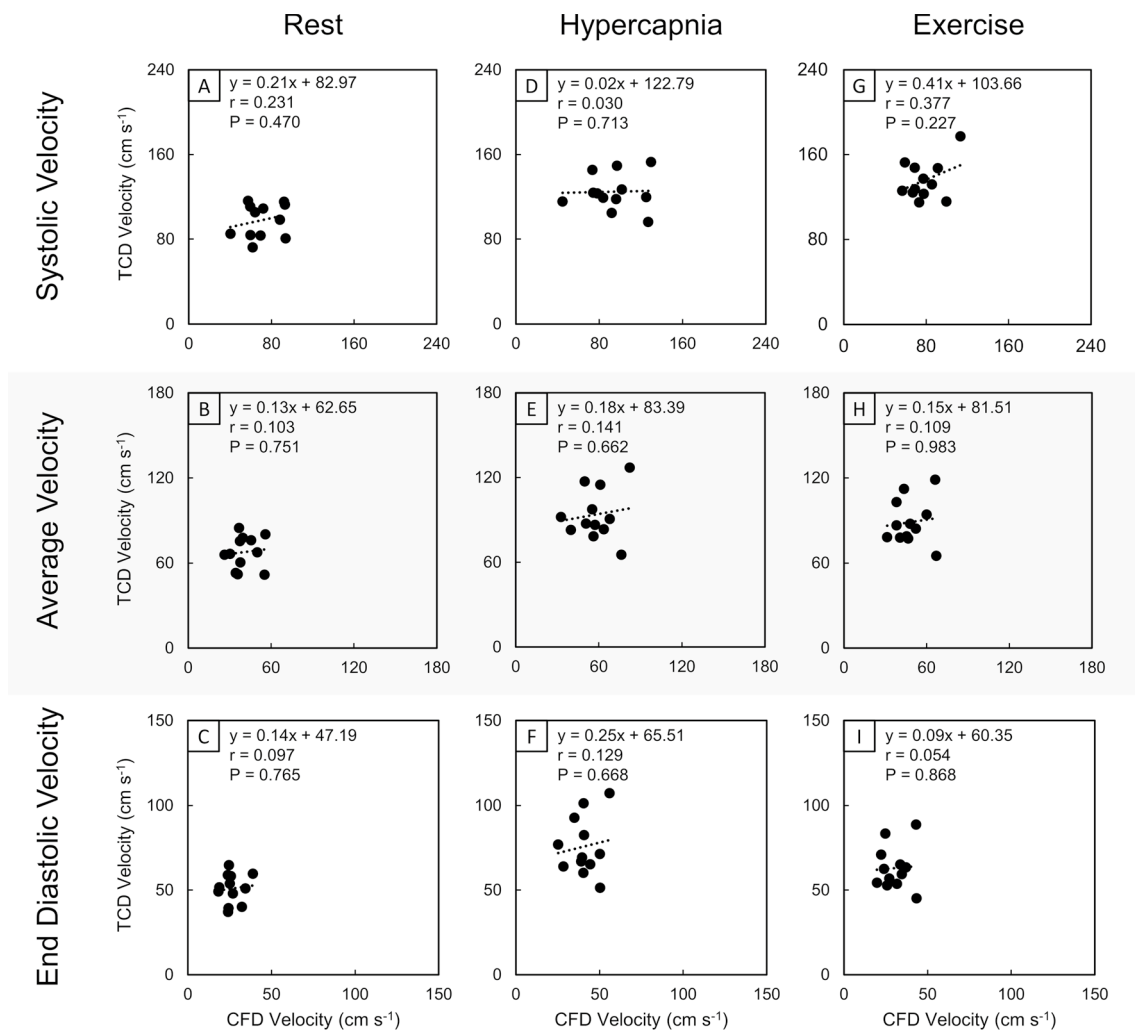 Rest
Hypercapnia
Exercise
Systolic Velocity
TCD Velocity (cm s⁻¹)
240
160
80
0
0
80
160
240
A
y = 0.21x + 82.97
r = 0.231
P = 0.470
240
160
80
0
0
80
160
240
D
y = 0.02x + 122.79
r = 0.030
P = 0.713
240
160
80
0
0
80
160
240
G
y = 0.41x + 103.66
r = 0.377
P = 0.227
Average Velocity
TCD Velocity (cm s⁻¹)
180
120
60
0
0
60
120
180
B
y = 0.13x + 62.65
r = 0.103
P = 0.751
180
120
60
0
0
60
120
180
E
y = 0.18x + 83.39
r = 0.141
P = 0.662
180
120
60
0
0
60
120
180
H
y = 0.15x + 81.51
r = 0.109
P = 0.983
End Diastolic Velocity
TCD Velocity (cm s⁻¹)
150
100
50
0
0
50
100
150
C
y = 0.14x + 47.19
r = 0.097
P = 0.765
CFD Velocity (cm s⁻¹)
150
100
50
0
0
50
100
150
F
y = 0.25x + 65.51
r = 0.129
P = 0.668
CFD Velocity (cm s⁻¹)
150
100
50
0
0
50
100
150
I
y = 0.09x + 60.35
r = 0.054
P = 0.868
CFD Velocity (cm s⁻¹)